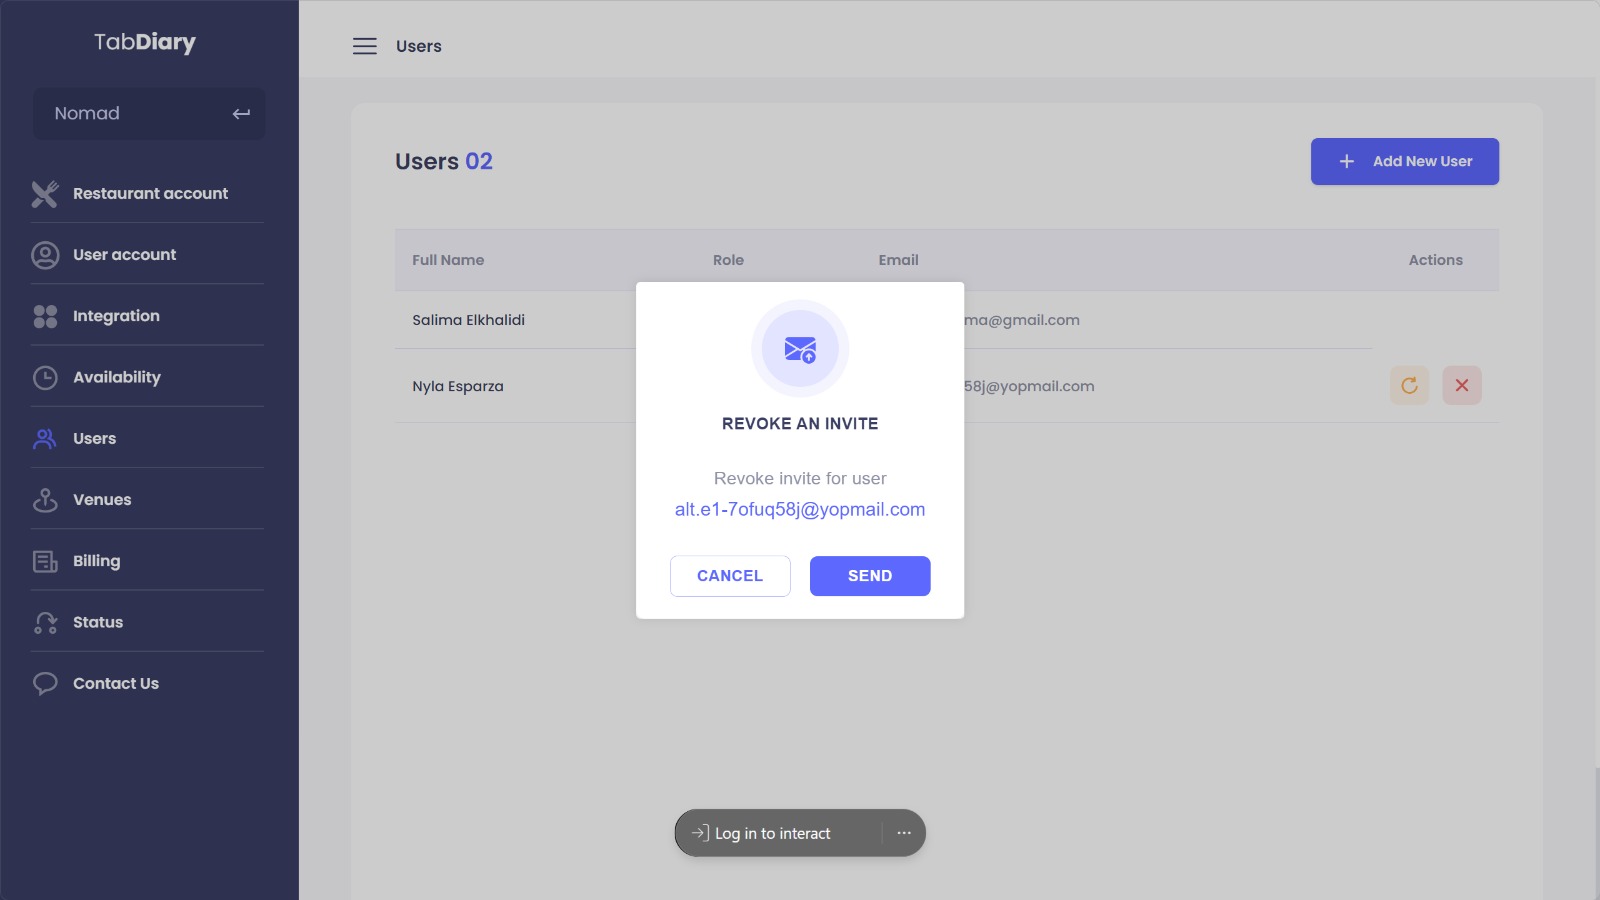 TabDiary
Nomad
Restaurant account
User account
Integration
Availability
Users
Venues
Billing
Status
Contact Us
Users
Users 02
Add New User
Full Name Role Email Actions
Salima Elkhalidi ma@gmail.com
Nyla Esparza 58j@yopmail.com
REVOKE AN INVITE
Revoke invite for user
alt.e1-7ofuq58j@yopmail.com
CANCEL SEND
Log in to interact